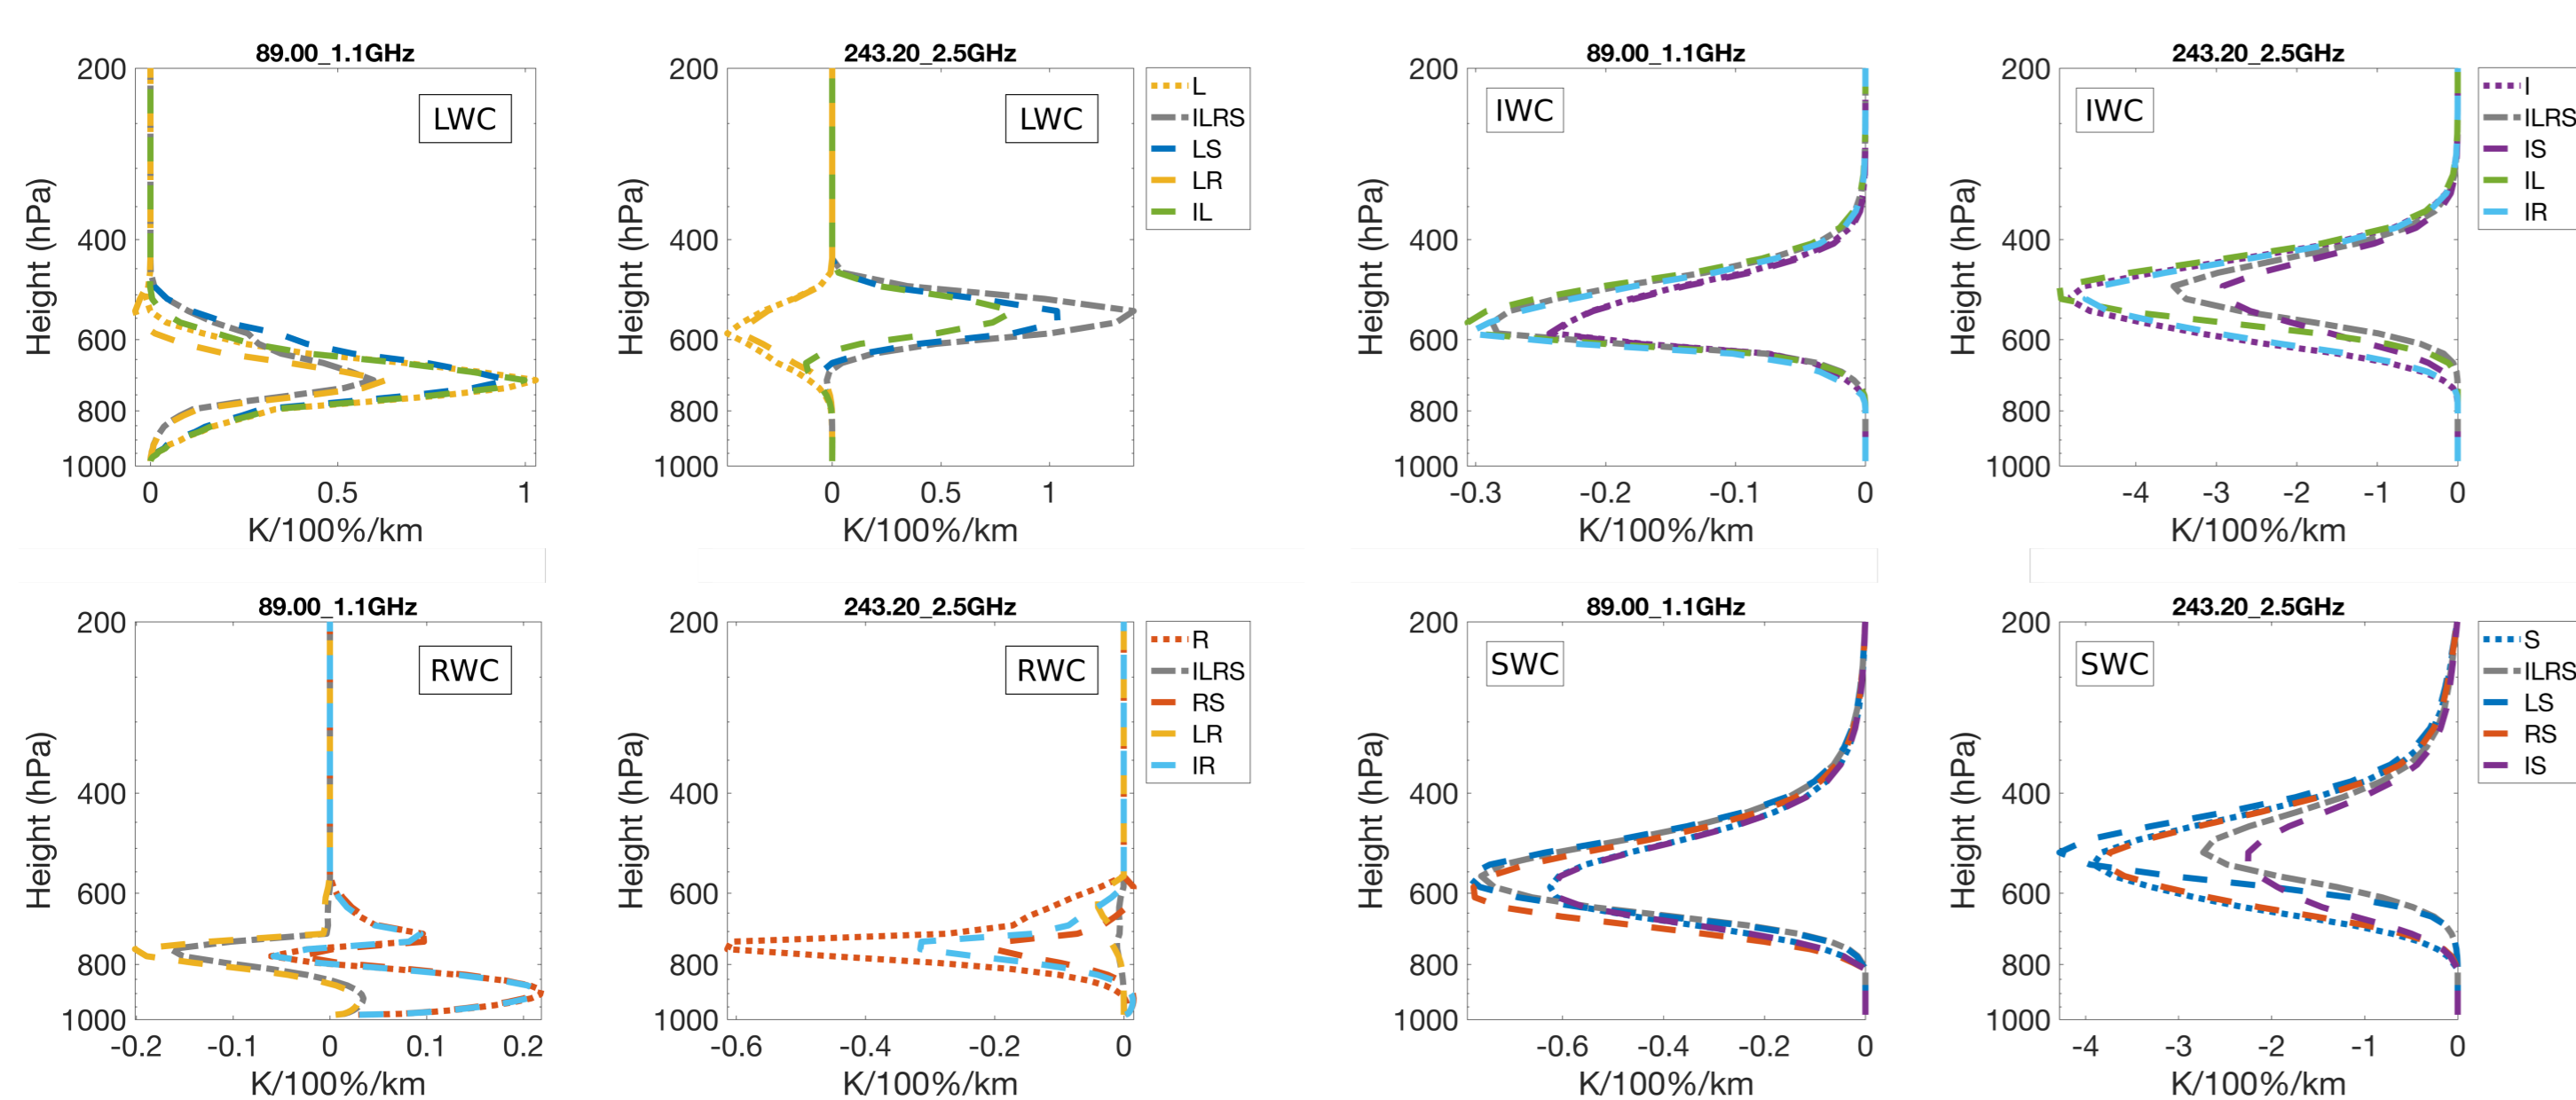 89.00_1.1GHz
200
400
600
800
1000
Height (hPa)
LWC
0
0.5
1
K/100%/km
243.20_2.5GHz
200
400
600
800
1000
Height (hPa)
LWC
0
0.5
1
K/100%/km
L
ILRS
LS
LR
IL
89.00_1.1GHz
200
400
600
800
1000
Height (hPa)
IWC
-0.3
-0.2
-0.1
0
K/100%/km
243.20_2.5GHz
200
400
600
800
1000
Height (hPa)
IWC
-4
-3
-2
-1
0
K/100%/km
I
ILRS
IS
IL
IR
89.00_1.1GHz
200
400
600
800
1000
Height (hPa)
RWC
-0.2
-0.1
0
0.1
0.2
K/100%/km
243.20_2.5GHz
200
400
600
800
1000
Height (hPa)
RWC
-0.6
-0.4
-0.2
0
K/100%/km
R
ILRS
RS
LR
IR
89.00_1.1GHz
200
400
600
800
1000
Height (hPa)
SWC
-0.6
-0.4
-0.2
0
K/100%/km
243.20_2.5GHz
200
400
600
800
1000
Height (hPa)
SWC
-4
-3
-2
-1
0
K/100%/km
S
ILRS
LS
RS
IS